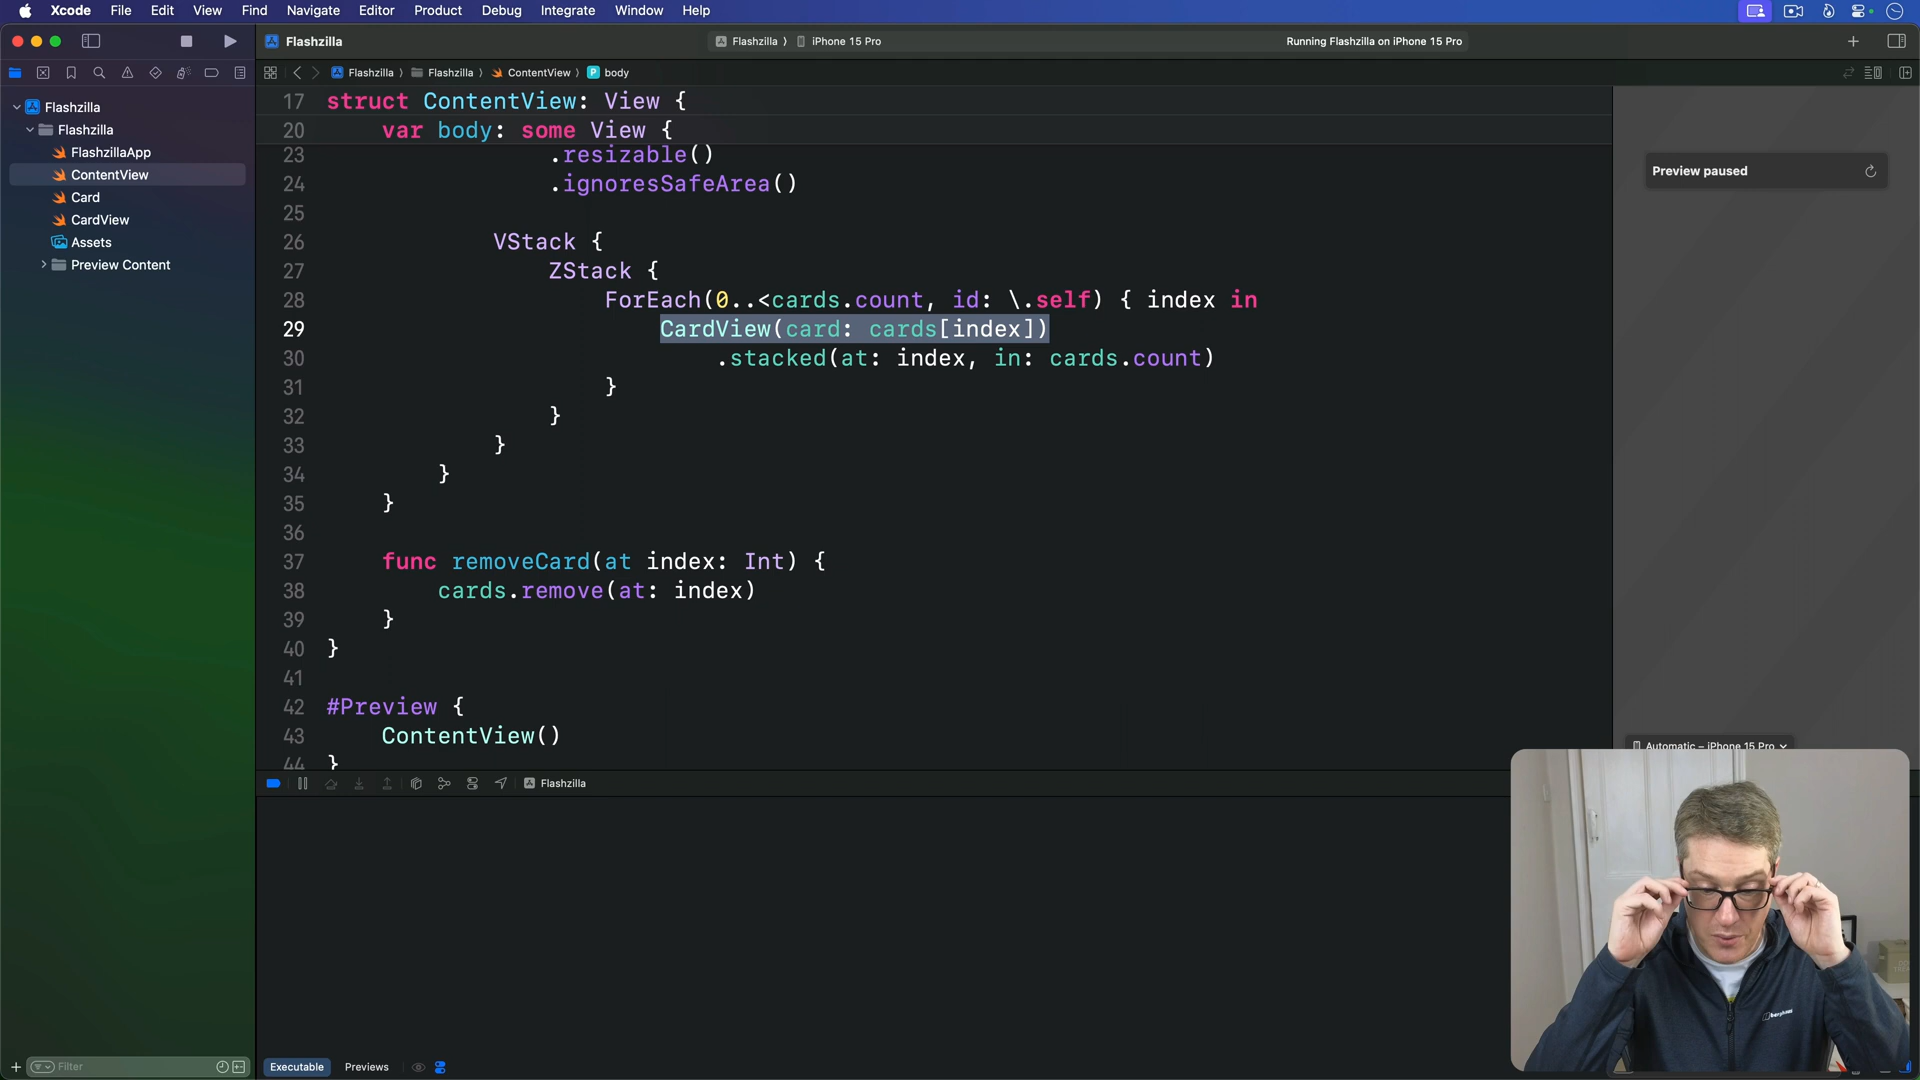 Xcode File Edit View Find Navigate Editor Product Debug Integrate Window Help
Flashzilla
Flashzilla 〉 iPhone 15 Pro
Running Flashzilla on iPhone 15 Pro
Flashzilla 〉 Flashzilla 〉 ContentView 〉 P body
Flashzilla
Flashzilla
FlashzillaApp
ContentView
Card
CardView
Assets
Preview Content
17 struct ContentView: View {
20 var body: some View {
23 .resizable()
24 .ignoresSafeArea()
25
26 VStack {
27 ZStack {
28 ForEach(0..<cards.count, id: \.self) { index in
29 CardView(card: cards[index])
30 .stacked(at: index, in: cards.count)
31 }
32 }
33 }
34 }
35 }
36
37 func removeCard(at index: Int) {
38 cards.remove(at: index)
39 }
40 }
41
42 #Preview {
43 ContentView()
44 }
Preview paused
Automatic – iPhone 15 Pro
Flashzilla
Filter
Executable Previews